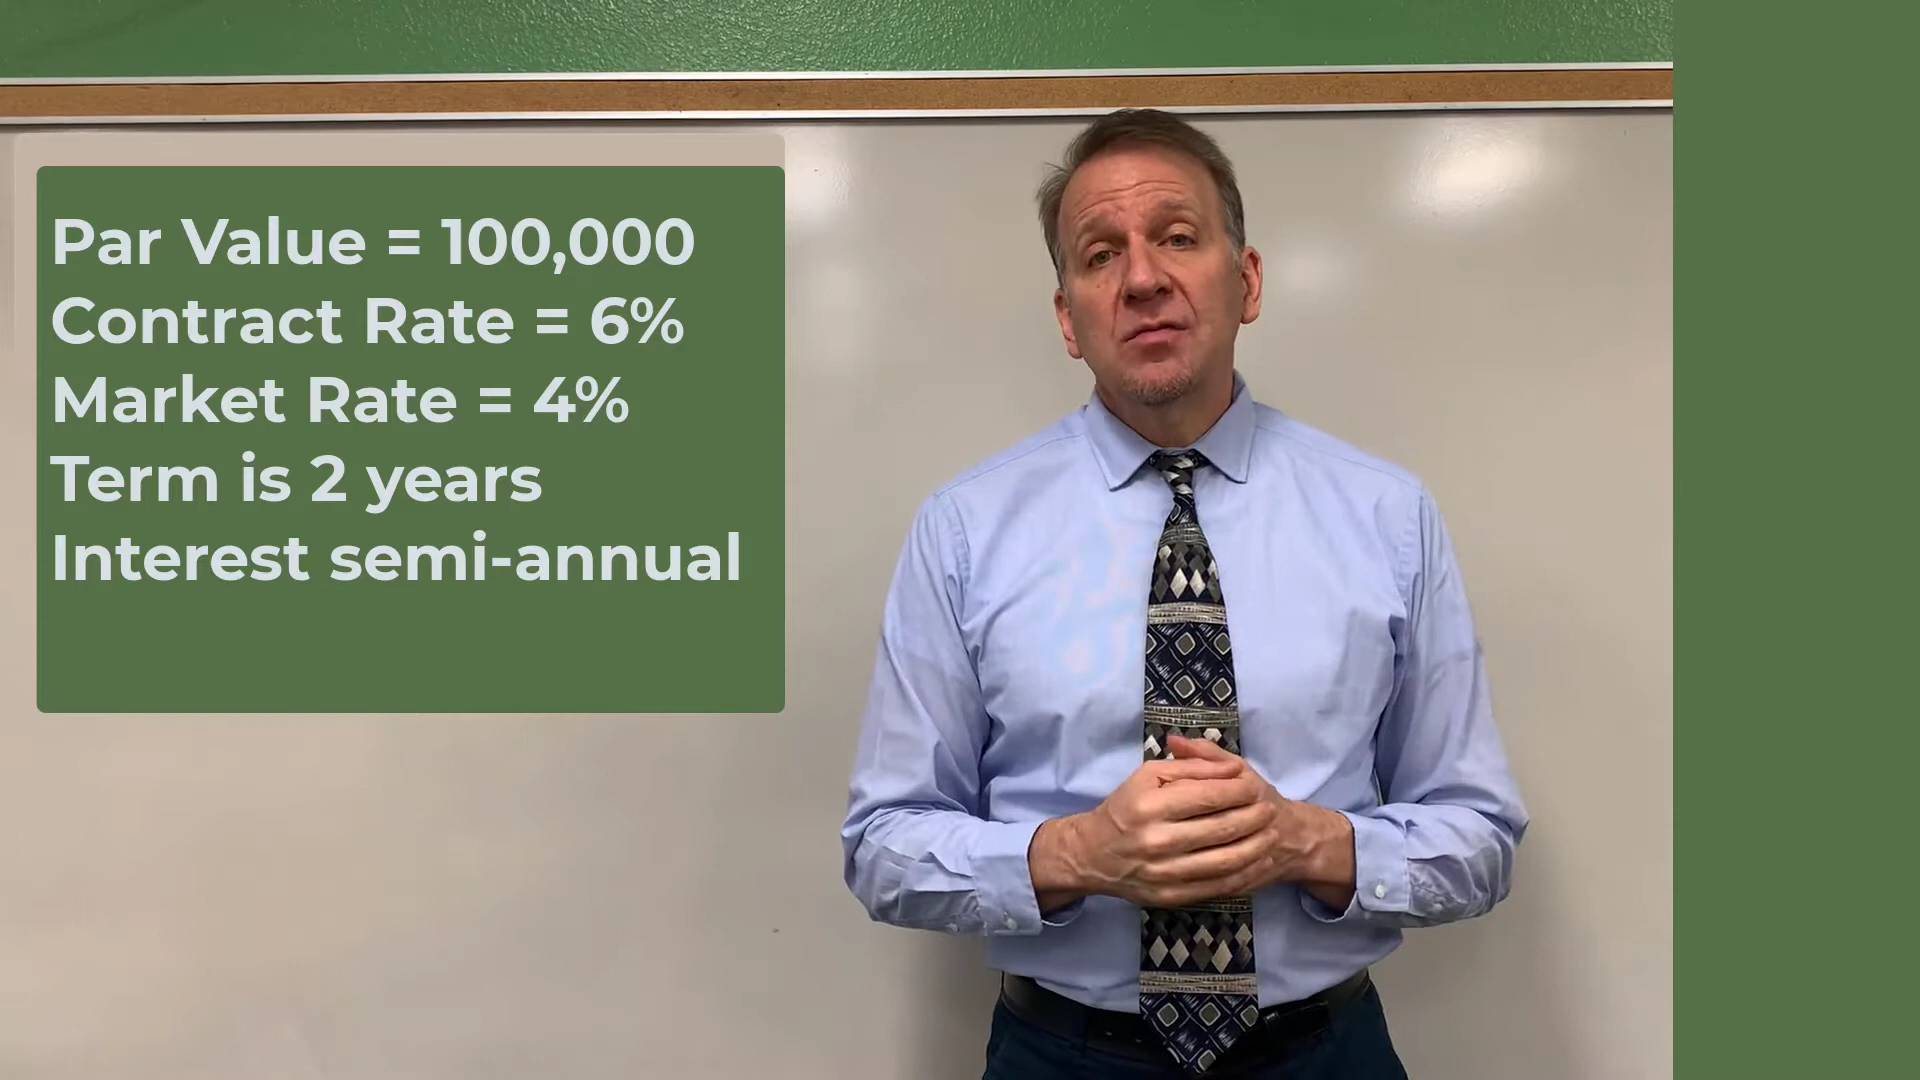 Par Value = 100,000
Contract Rate = 6%
Market Rate = 4%
Term is 2 years
Interest semi-annual